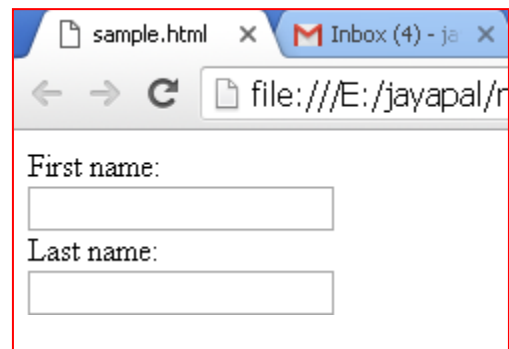 sample.html
Inbox (4) - ja
file:///E:/jayapal/r
First name:
Last name: